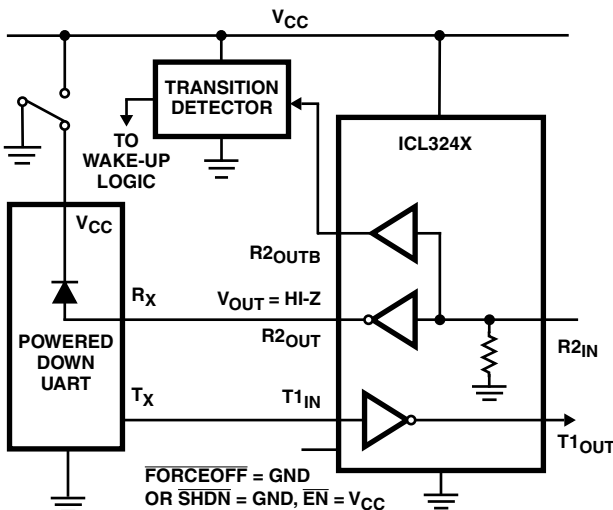 VCC
TRANSITION
DETECTOR
TO
WAKE-UP
LOGIC
ICL324X
VCC
R2OUTB
RX
VOUT = HI-Z
POWERED
DOWN
UART
R2OUT
R2IN
TX
T1IN
T1OUT
FORCEOFF = GND
OR SHDN = GND, EN = VCC